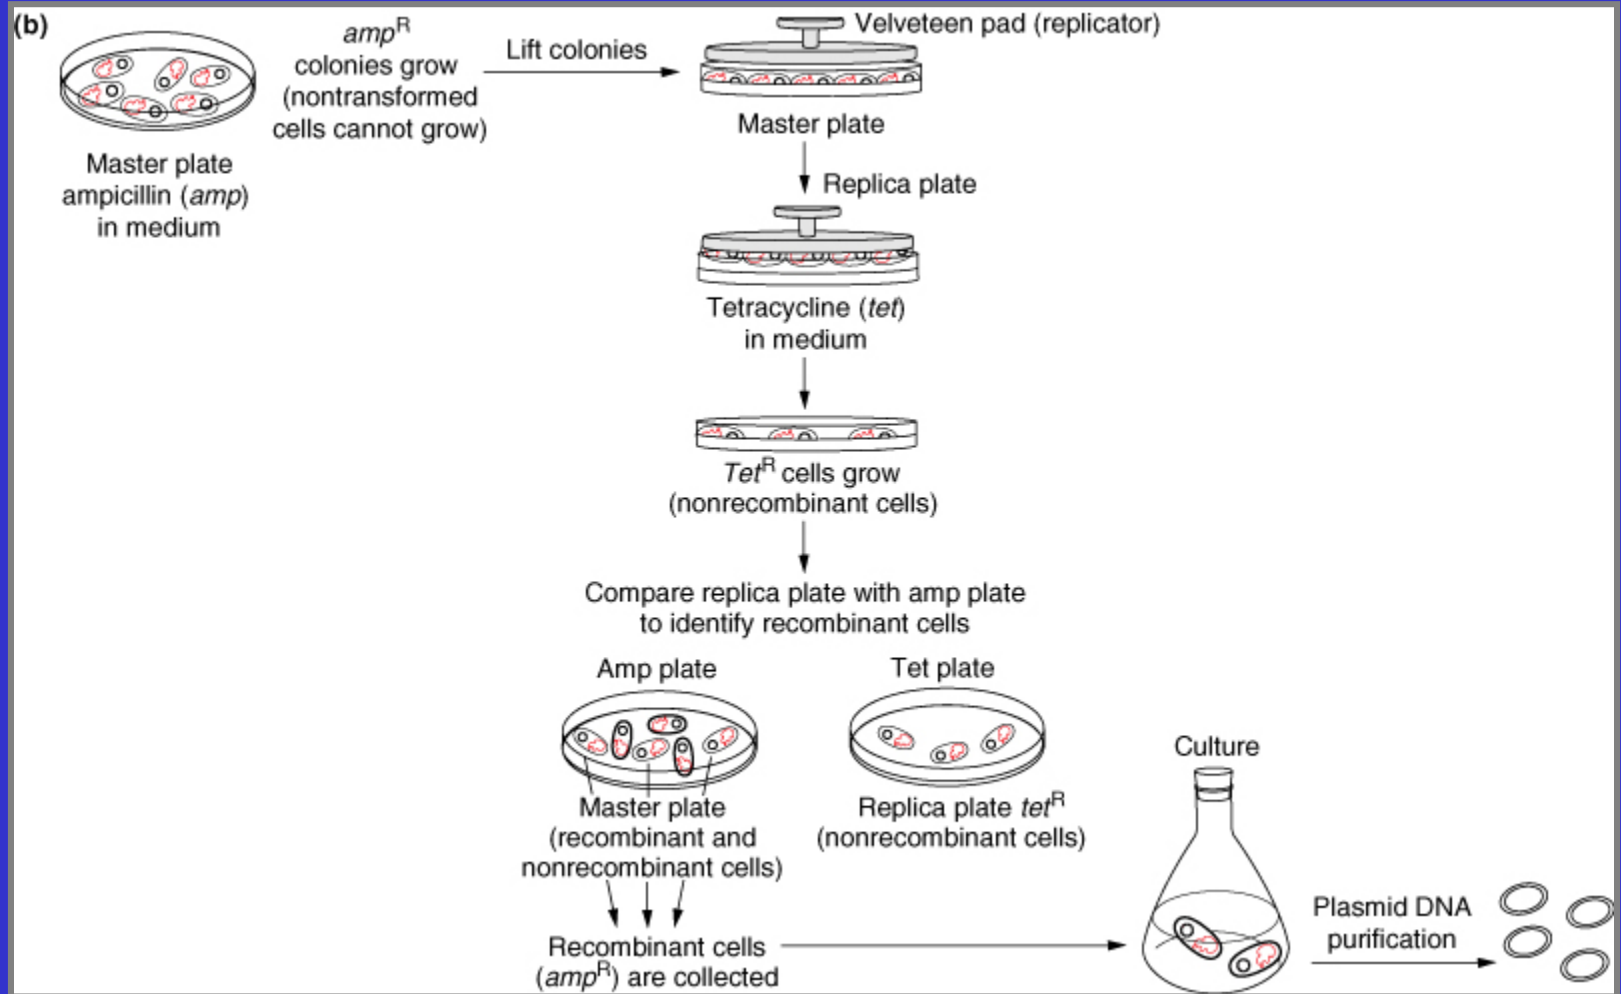 (b)
amp^R
colonies grow
(nontransformed
cells cannot grow)
Lift colonies
Velveteen pad (replicator)
Master plate
Master plate
ampicillin (amp)
in medium
Replica plate
Tetracycline (tet)
in medium
Tet^R cells grow
(nonrecombinant cells)
Compare replica plate with amp plate
to identify recombinant cells
Amp plate
Tet plate
Master plate
(recombinant and
nonrecombinant cells)
Replica plate tet^R
(nonrecombinant cells)
Culture
Recombinant cells
(amp^R) are collected
Plasmid DNA
purification